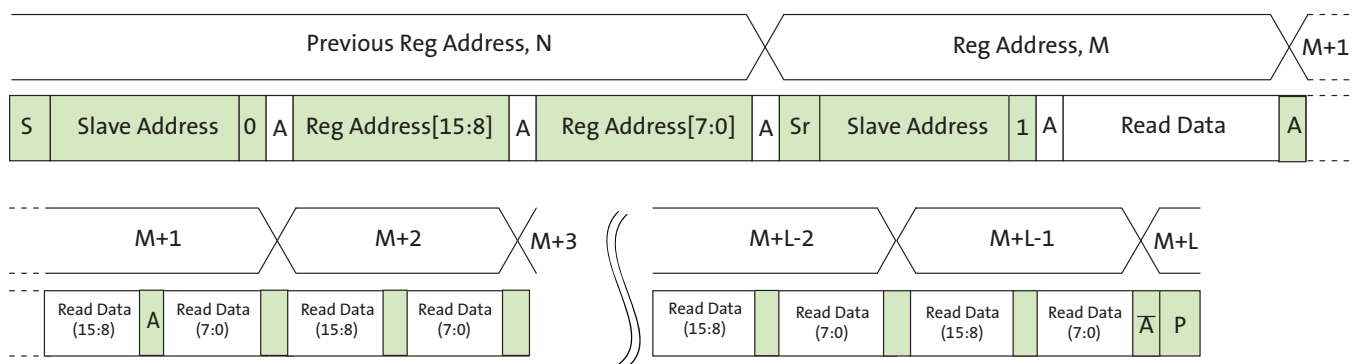 Previous Reg Address, N Reg Address, M M+1
S Slave Address 0 A Reg Address[15:8] A Reg Address[7:0] A Sr Slave Address 1 A Read Data A
M+1 M+2 M+3 M+L-2 M+L-1 M+L
Read Data (15:8) A Read Data (7:0) Read Data (15:8) Read Data (7:0) Read Data (15:8) Read Data (7:0) Read Data (15:8) Read Data (7:0) A̅ P